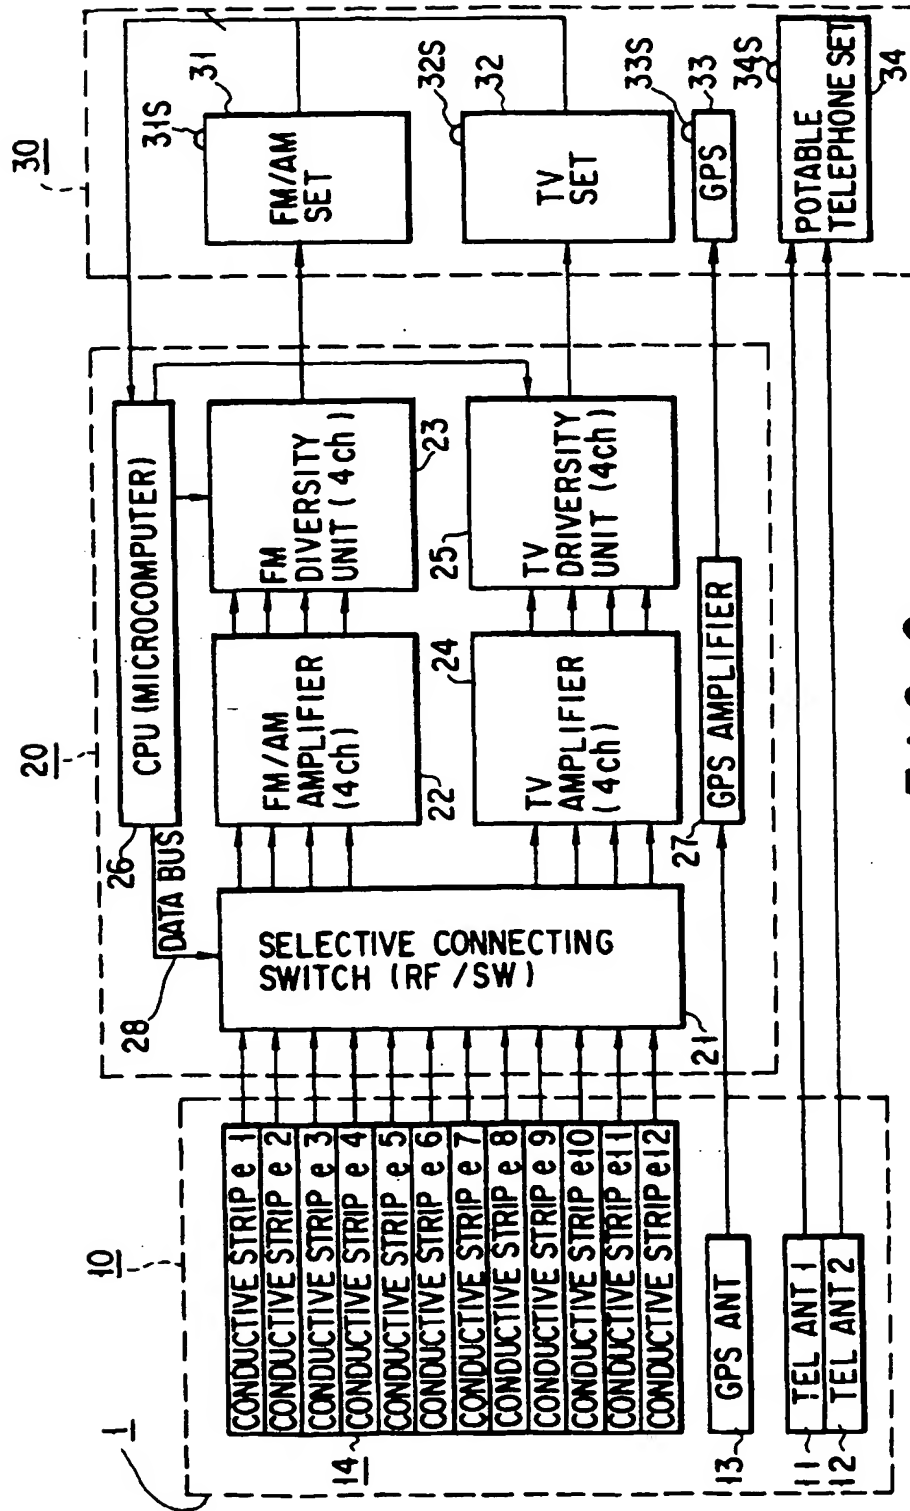 1
10
14
CONDUCTIVE STRIP e 1
CONDUCTIVE STRIP e 2
CONDUCTIVE STRIP e 3
CONDUCTIVE STRIP e 4
CONDUCTIVE STRIP e 5
CONDUCTIVE STRIP e 6
CONDUCTIVE STRIP e 7
CONDUCTIVE STRIP e 8
CONDUCTIVE STRIP e 9
CONDUCTIVE STRIP e10
CONDUCTIVE STRIP e11
CONDUCTIVE STRIP e12
13
GPS ANT
11
TEL ANT 1
12
TEL ANT 2
20
26
CPU (MICROCOMPUTER)
DATA BUS
28
SELECTIVE CONNECTING
SWITCH (RF/SW)
21
FM/AM
AMPLIFIER
(4ch)
22
FM
DIVERSITY
UNIT (4ch)
23
TV
AMPLIFIER
(4ch)
24
TV
DRIVERSITY
UNIT (4ch)
25
27
GPS AMPLIFIER
30
FM/AM
SET
31S
31
TV
SET
32S
32
GPS
33S
33
POTABLE
TELEPHONE SET
34S
34